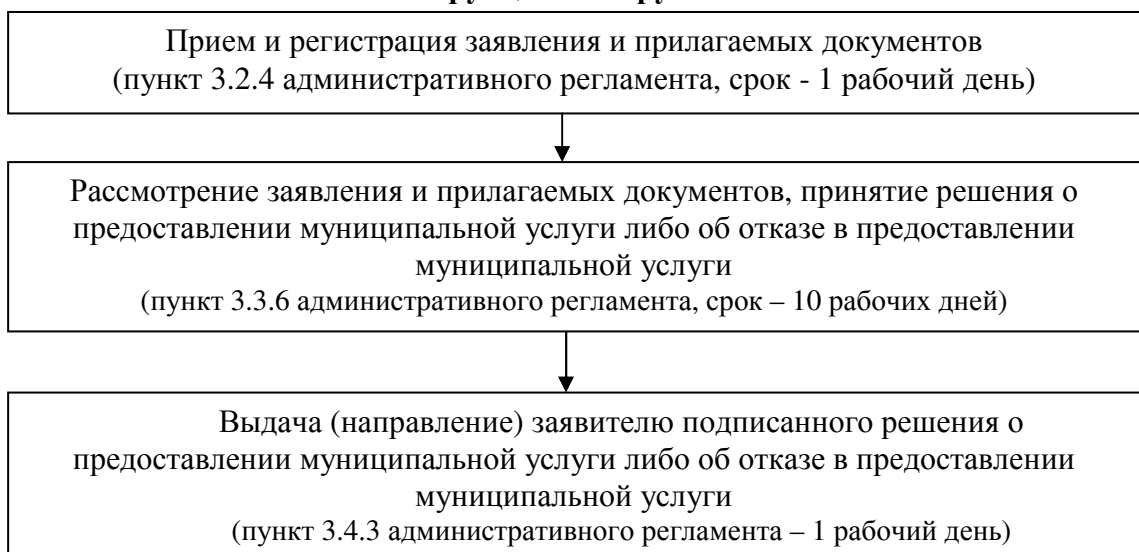 Прием и регистрация заявления и прилагаемых документов
(пункт 3.2.4 административного регламента, срок - 1 рабочий день)
Рассмотрение заявления и прилагаемых документов, принятие решения о
предоставлении муниципальной услуги либо об отказе в предоставлении
муниципальной услуги
(пункт 3.3.6 административного регламента, срок – 10 рабочих дней)
Выдача (направление) заявителю подписанного решения о
предоставлении муниципальной услуги либо об отказе в предоставлении
муниципальной услуги
(пункт 3.4.3 административного регламента – 1 рабочий день)